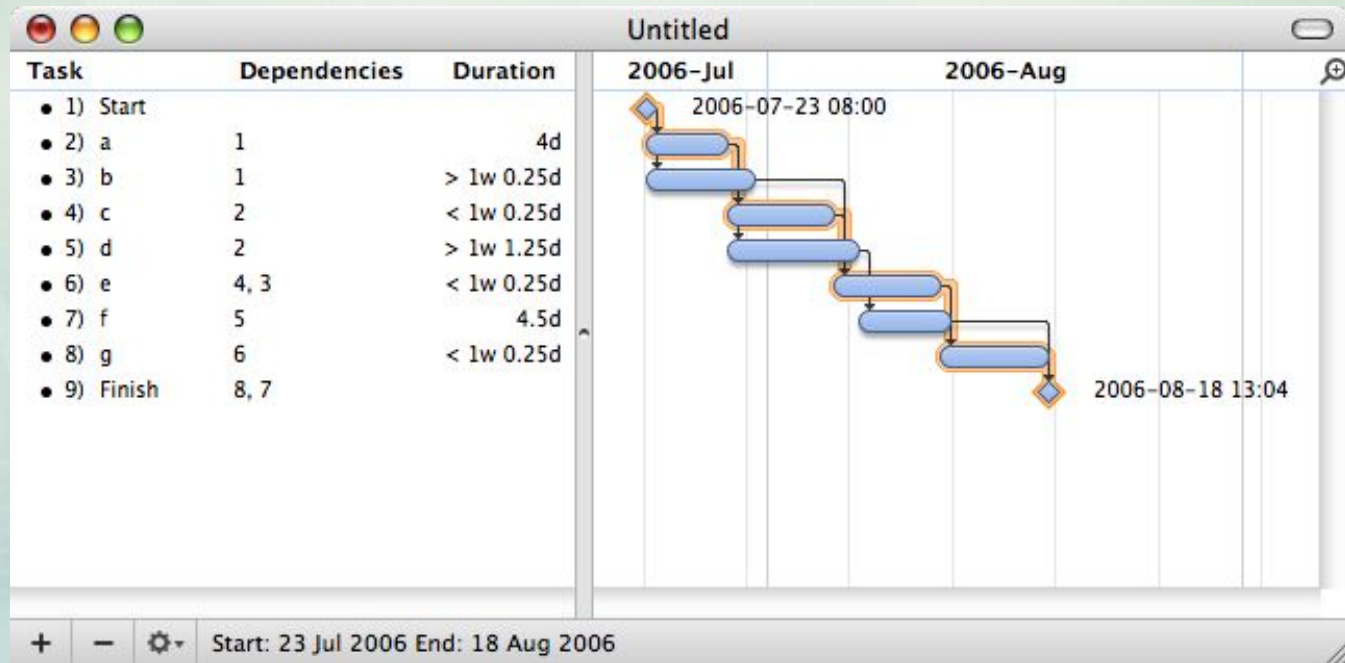 Untitled
Task Dependencies Duration 2006-Jul 2006-Aug
• 1) Start 2006-07-23 08:00
• 2) a 1 4d
• 3) b 1 > 1w 0.25d
• 4) c 2 < 1w 0.25d
• 5) d 2 > 1w 1.25d
• 6) e 4, 3 < 1w 0.25d
• 7) f 5 4.5d
• 8) g 6 < 1w 0.25d
• 9) Finish 8, 7 2006-08-18 13:04
Start: 23 Jul 2006 End: 18 Aug 2006